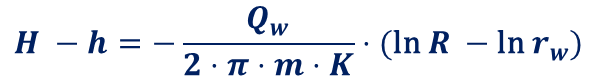 H − h = − Q_w / (2 · π · m · K) · (ln R − ln r_w)